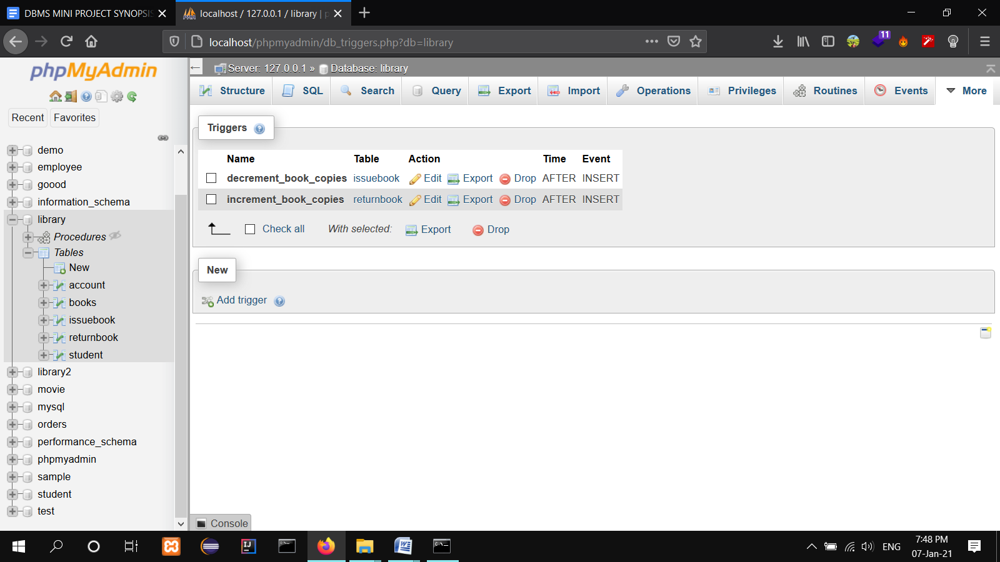 DBMS MINI PROJECT SYNOPSIS
localhost / 127.0.0.1 / library | p
localhost/phpmyadmin/db_triggers.php?db=library
11
phpMyAdmin
Recent Favorites
demo
employee
goood
information_schema
library
Procedures
Tables
New
account
books
issuebook
returnbook
student
library2
movie
mysql
orders
performance_schema
phpmyadmin
sample
student
test
Server: 127.0.0.1 » Database: library
Structure SQL Search Query Export Import Operations Privileges Routines Events More
Triggers
Name Table Action Time Event
decrement_book_copies issuebook Edit Export Drop AFTER INSERT
increment_book_copies returnbook Edit Export Drop AFTER INSERT
Check all With selected: Export Drop
New
Add trigger
Console
ENG
7:48 PM
07-Jan-21